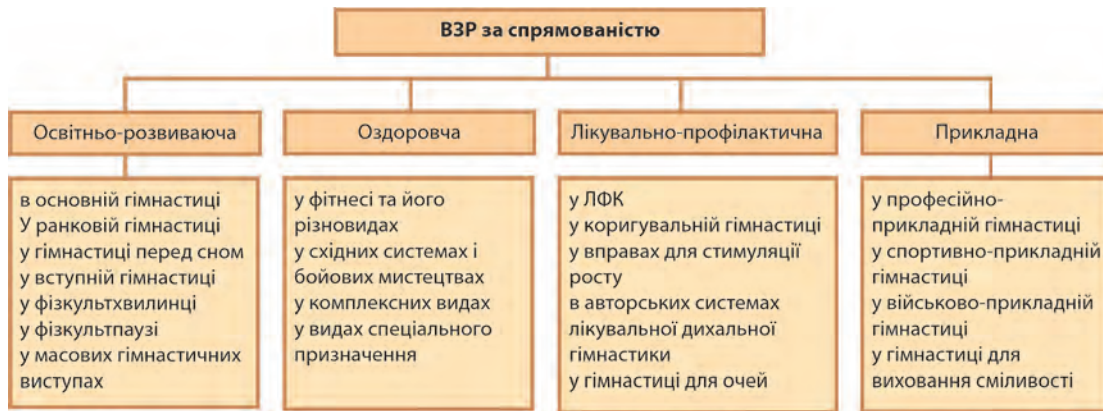 ВЗР за спрямованістю
Освітньо-розвиваюча
в основній гімнастиці
У ранковій гімнастиці
у гімнастиці перед сном
у вступній гімнастиці
у фізкультхвилинці
у фізкультпаузі
у масових гімнастичних
виступах
Оздоровча
у фітнесі та його
різновидах
у східних системах і
бойових мистецтвах
у комплексних видах
у видах спеціального
призначення
Лікувально-профілактична
у ЛФК
у коригувальній гімнастиці
у вправах для стимуляції
росту
в авторських системах
лікувальної дихальної
гімнастики
у гімнастиці для очей
Прикладна
у професійно-
прикладній гімнастиці
у спортивно-прикладній
гімнастиці
у військово-прикладній
гімнастиці
у гімнастиці для
виховання сміливості